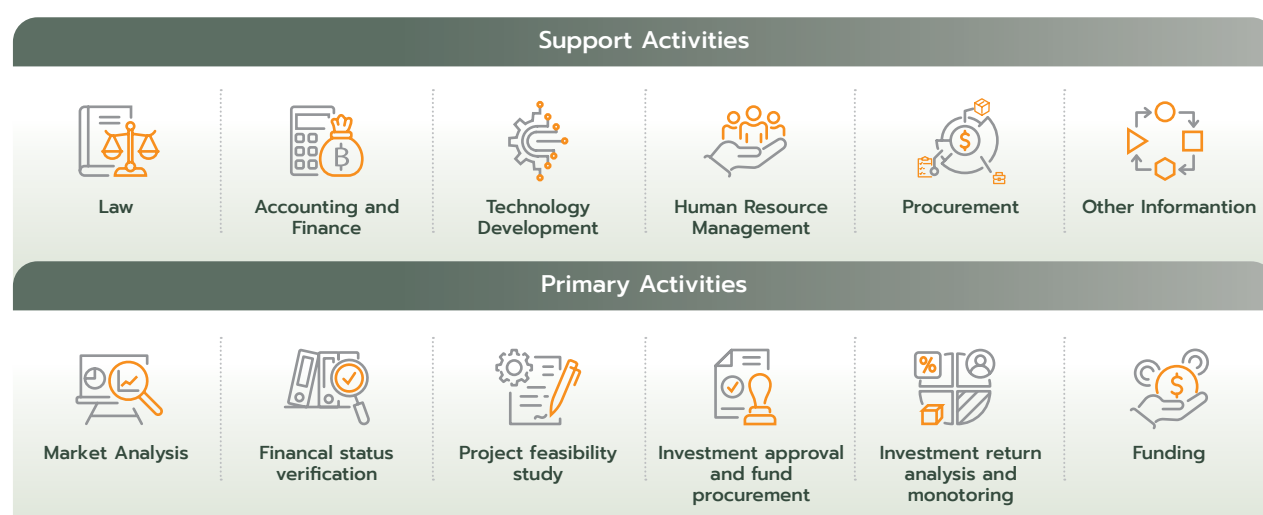 Support Activities
Law
Accounting and
Finance
Technology
Development
Human Resource
Management
Procurement
Other Informantion
Primary Activities
Market Analysis
Financal status
verification
Project feasibility
study
Investment approval
and fund
procurement
Investment return
analysis and
monotoring
Funding